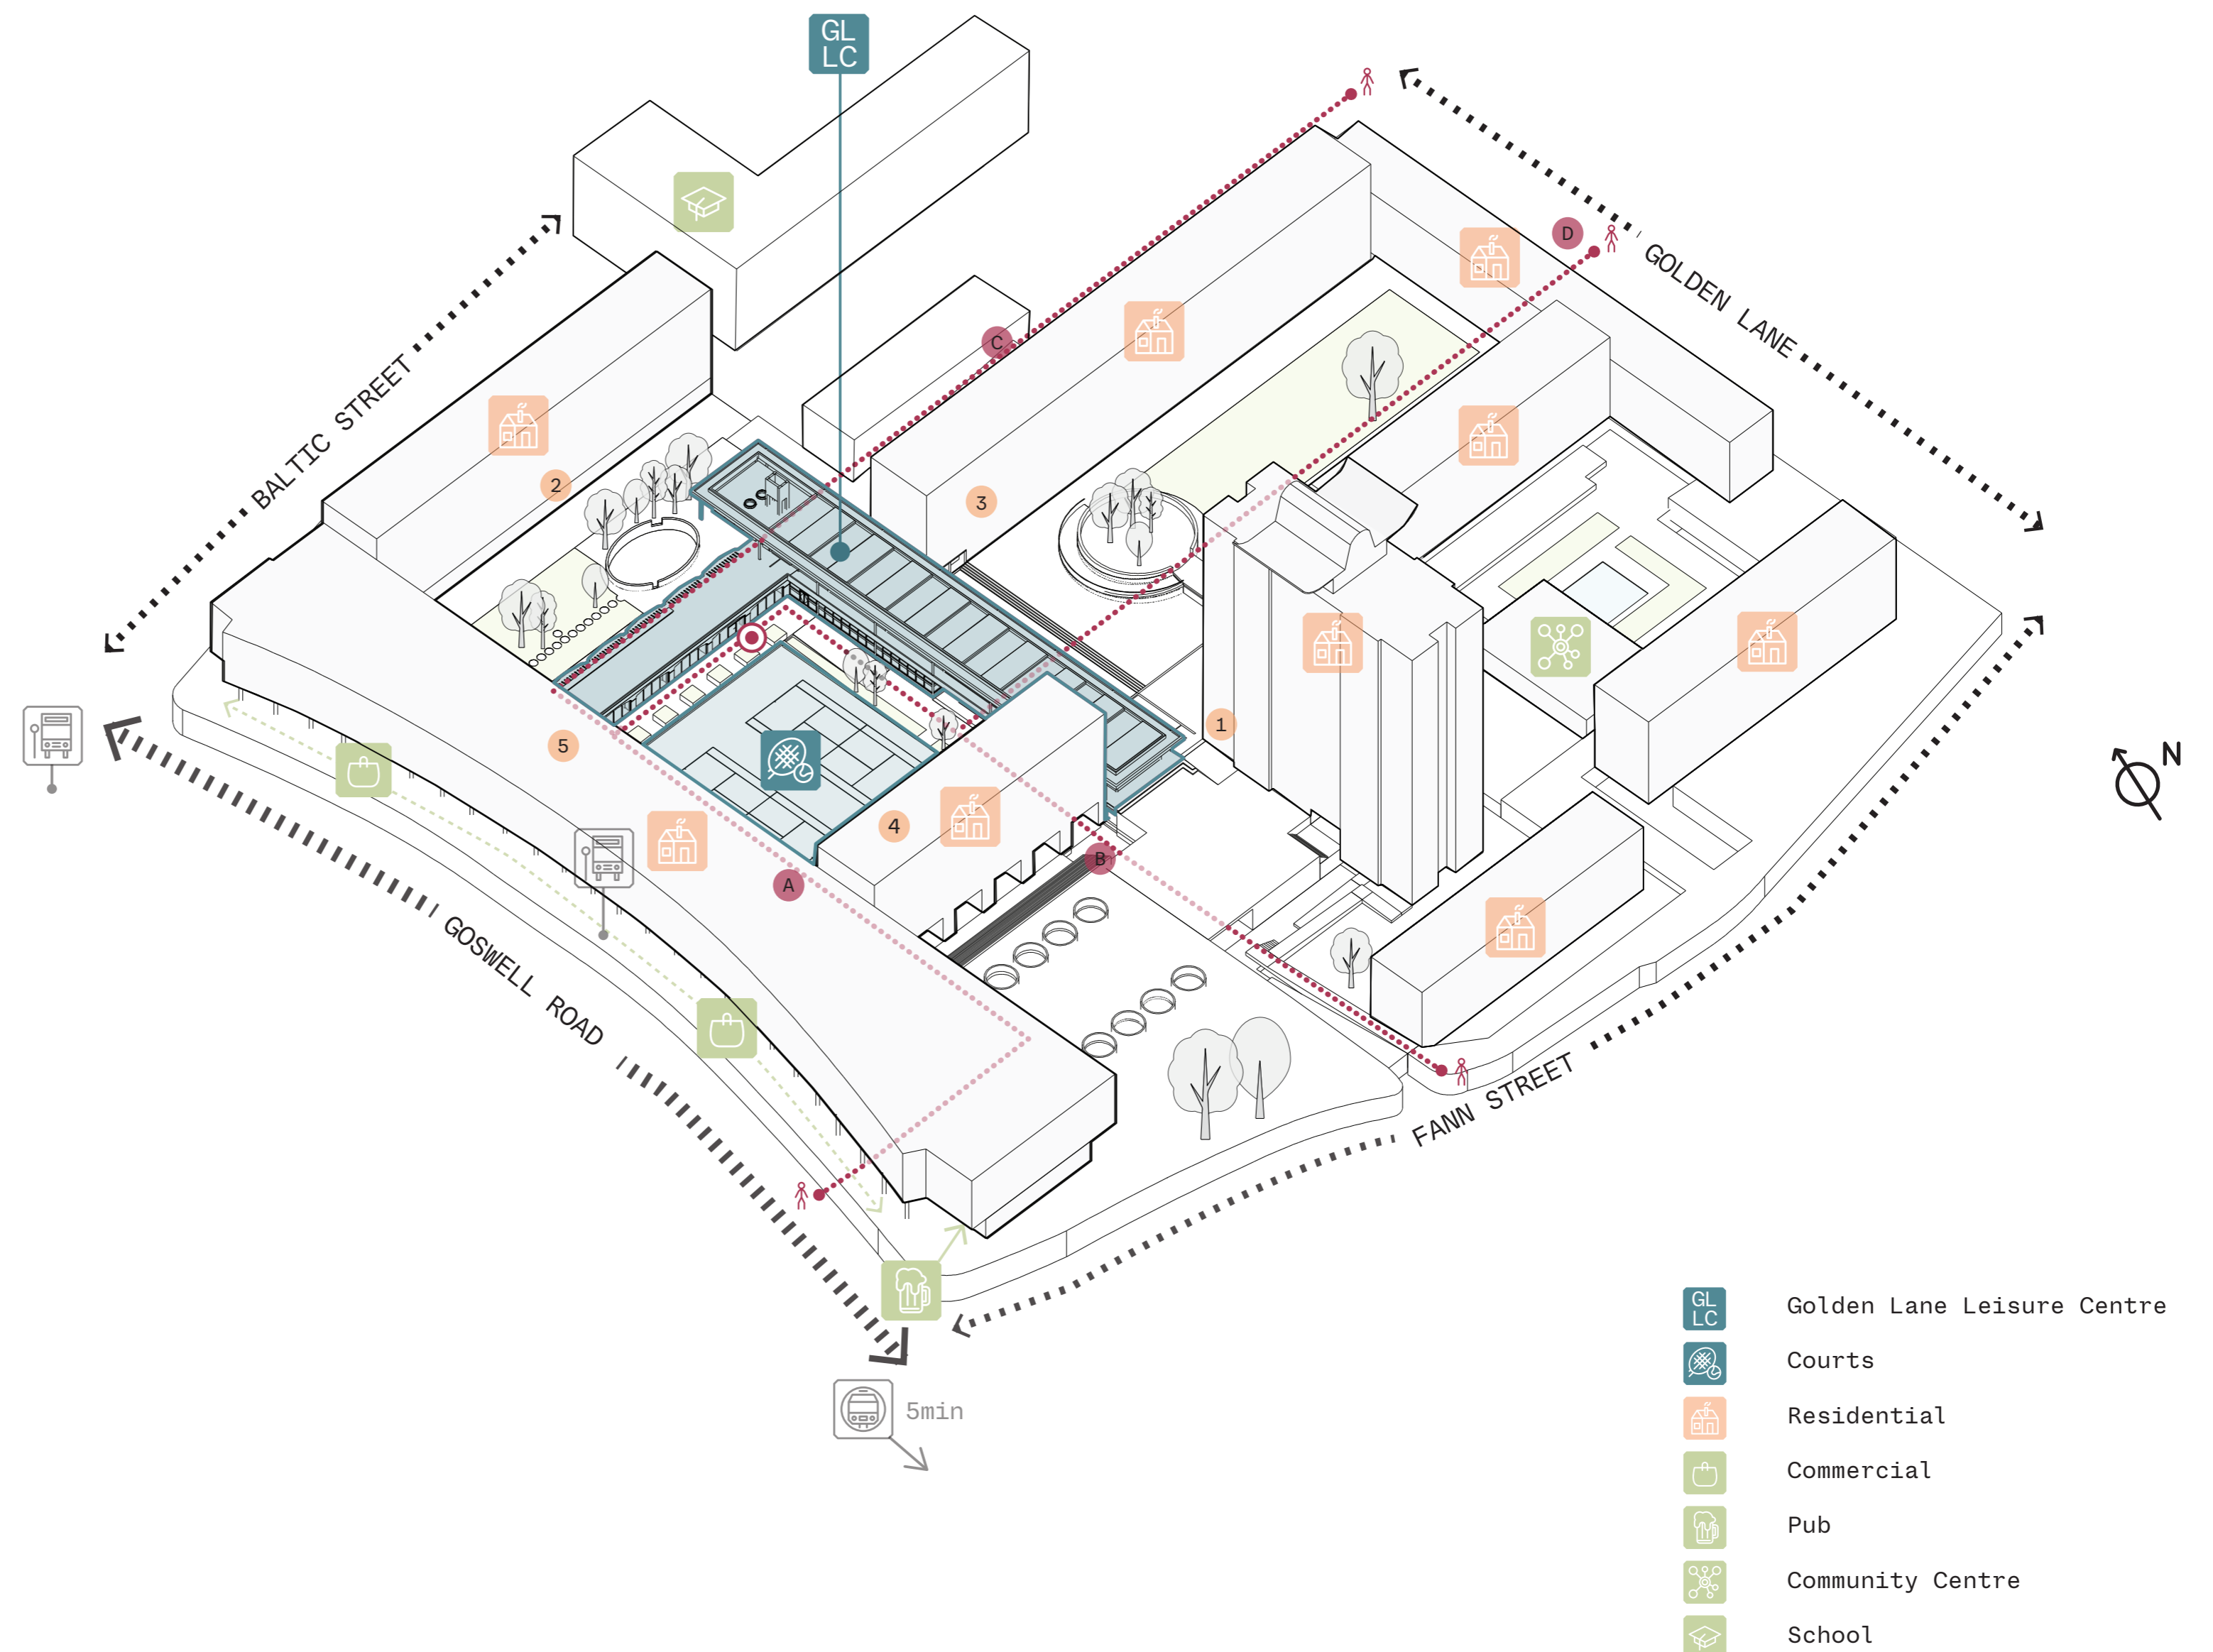 GL
LC
C
D
GOLDEN LANE
BALTIC STREET
2
3
1
5
4
A
B
N
GOSWELL ROAD
FANN STREET
5min
GL
LC
Golden Lane Leisure Centre
Courts
Residential
Commercial
Pub
Community Centre
School